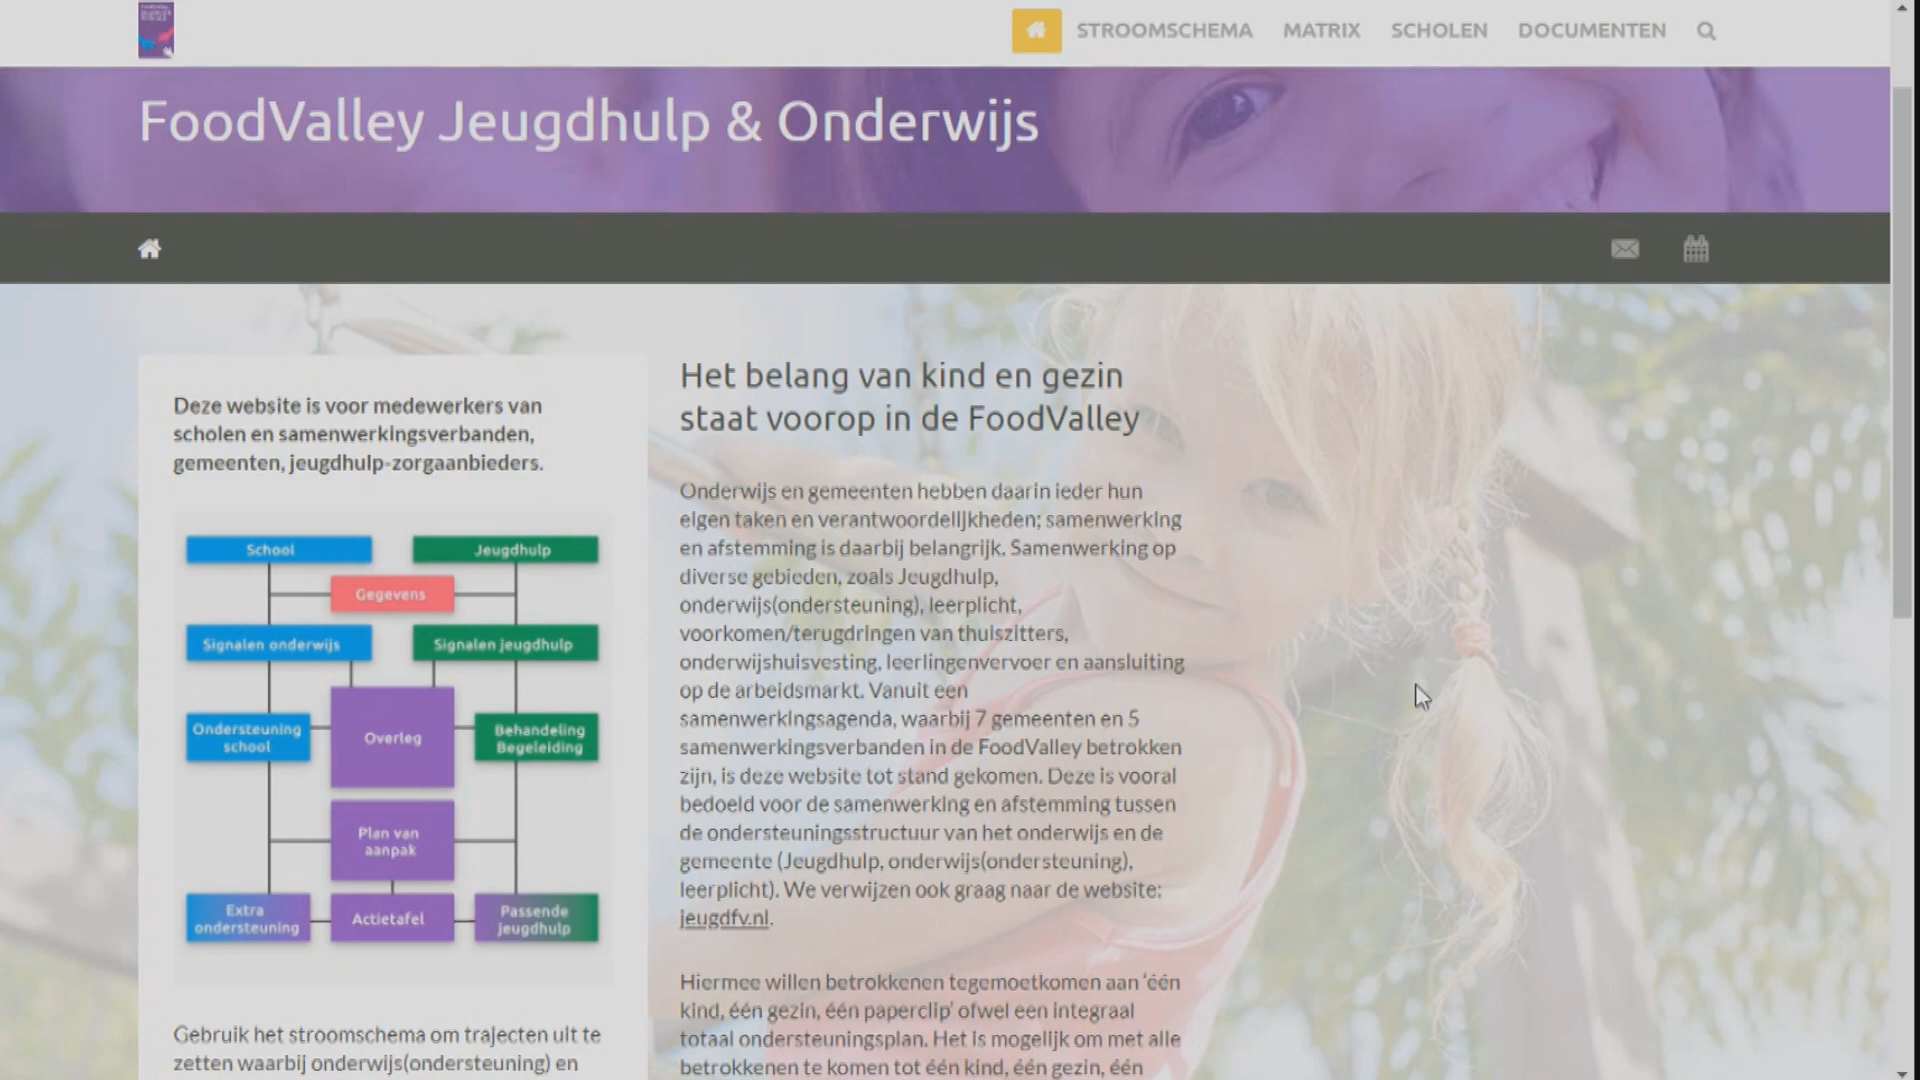 STROOMSCHEMA MATRIX SCHOLEN DOCUMENTEN
FoodValley Jeugdhulp & Onderwijs
Deze website is voor medewerkers van
scholen en samenwerkingsverbanden,
gemeenten, jeugdhulp-zorgaanbieders.
School
Jeugdhulp
Gegevens
Signalen onderwijs
Signalen jeugdhulp
Ondersteuning
school
Overleg
Behandeling
Begeleiding
Plan van
aanpak
Extra
ondersteuning
Actietafel
Passende
jeugdhulp
Gebruik het stroomschema om trajecten uit te
zetten waarbij onderwijs(ondersteuning) en
Het belang van kind en gezin
staat voorop in de FoodValley
Onderwijs en gemeenten hebben daarin ieder hun
eigen taken en verantwoordelijkheden; samenwerking
en afstemming is daarbij belangrijk. Samenwerking op
diverse gebieden, zoals Jeugdhulp,
onderwijs(ondersteuning), leerplicht,
voorkomen/terugdringen van thuiszitters,
onderwijshuisvesting, leerlingenvervoer en aansluiting
op de arbeidsmarkt. Vanuit een
samenwerkingsagenda, waarbij 7 gemeenten en 5
samenwerkingsverbanden in de FoodValley betrokken
zijn, is deze website tot stand gekomen. Deze is vooral
bedoeld voor de samenwerking en afstemming tussen
de ondersteuningsstructuur van het onderwijs en de
gemeente (Jeugdhulp, onderwijs(ondersteuning),
leerplicht). We verwijzen ook graag naar de website:
jeugdfv.nl.
Hiermee willen betrokkenen tegemoetkomen aan ‘één
kind, één gezin, één paperclip’ ofwel een integraal
totaal ondersteuningsplan. Het is mogelijk om met alle
betrokkenen te komen tot één kind, één gezin, één